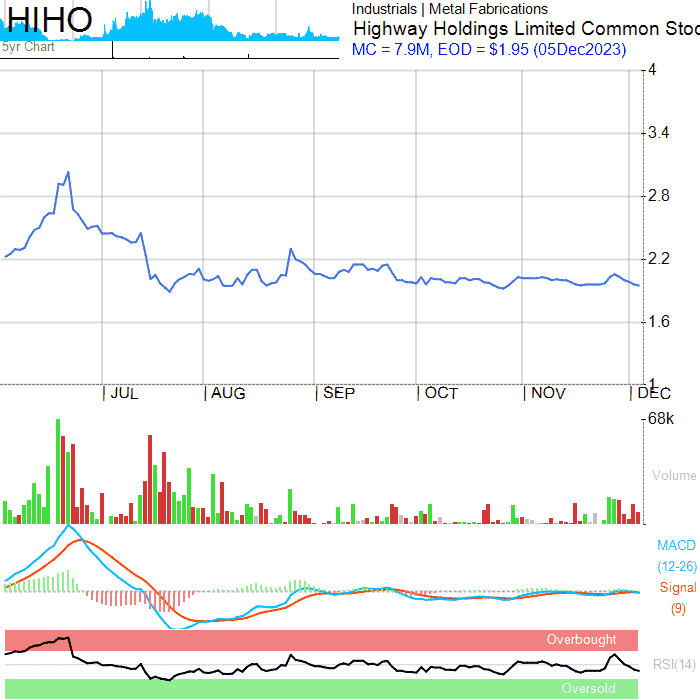 HIHO
5yr Chart
Industrials | Metal Fabrications
Highway Holdings Limited Common Stoc
MC = 7.9M, EOD = $1.95 (05Dec2023)
4
3.4
2.8
2.2
1.6
1
JUL AUG SEP OCT NOV DEC
68k
Volume
MACD
(12-26)
Signal
(9)
Overbought
RSI(14)
Oversold